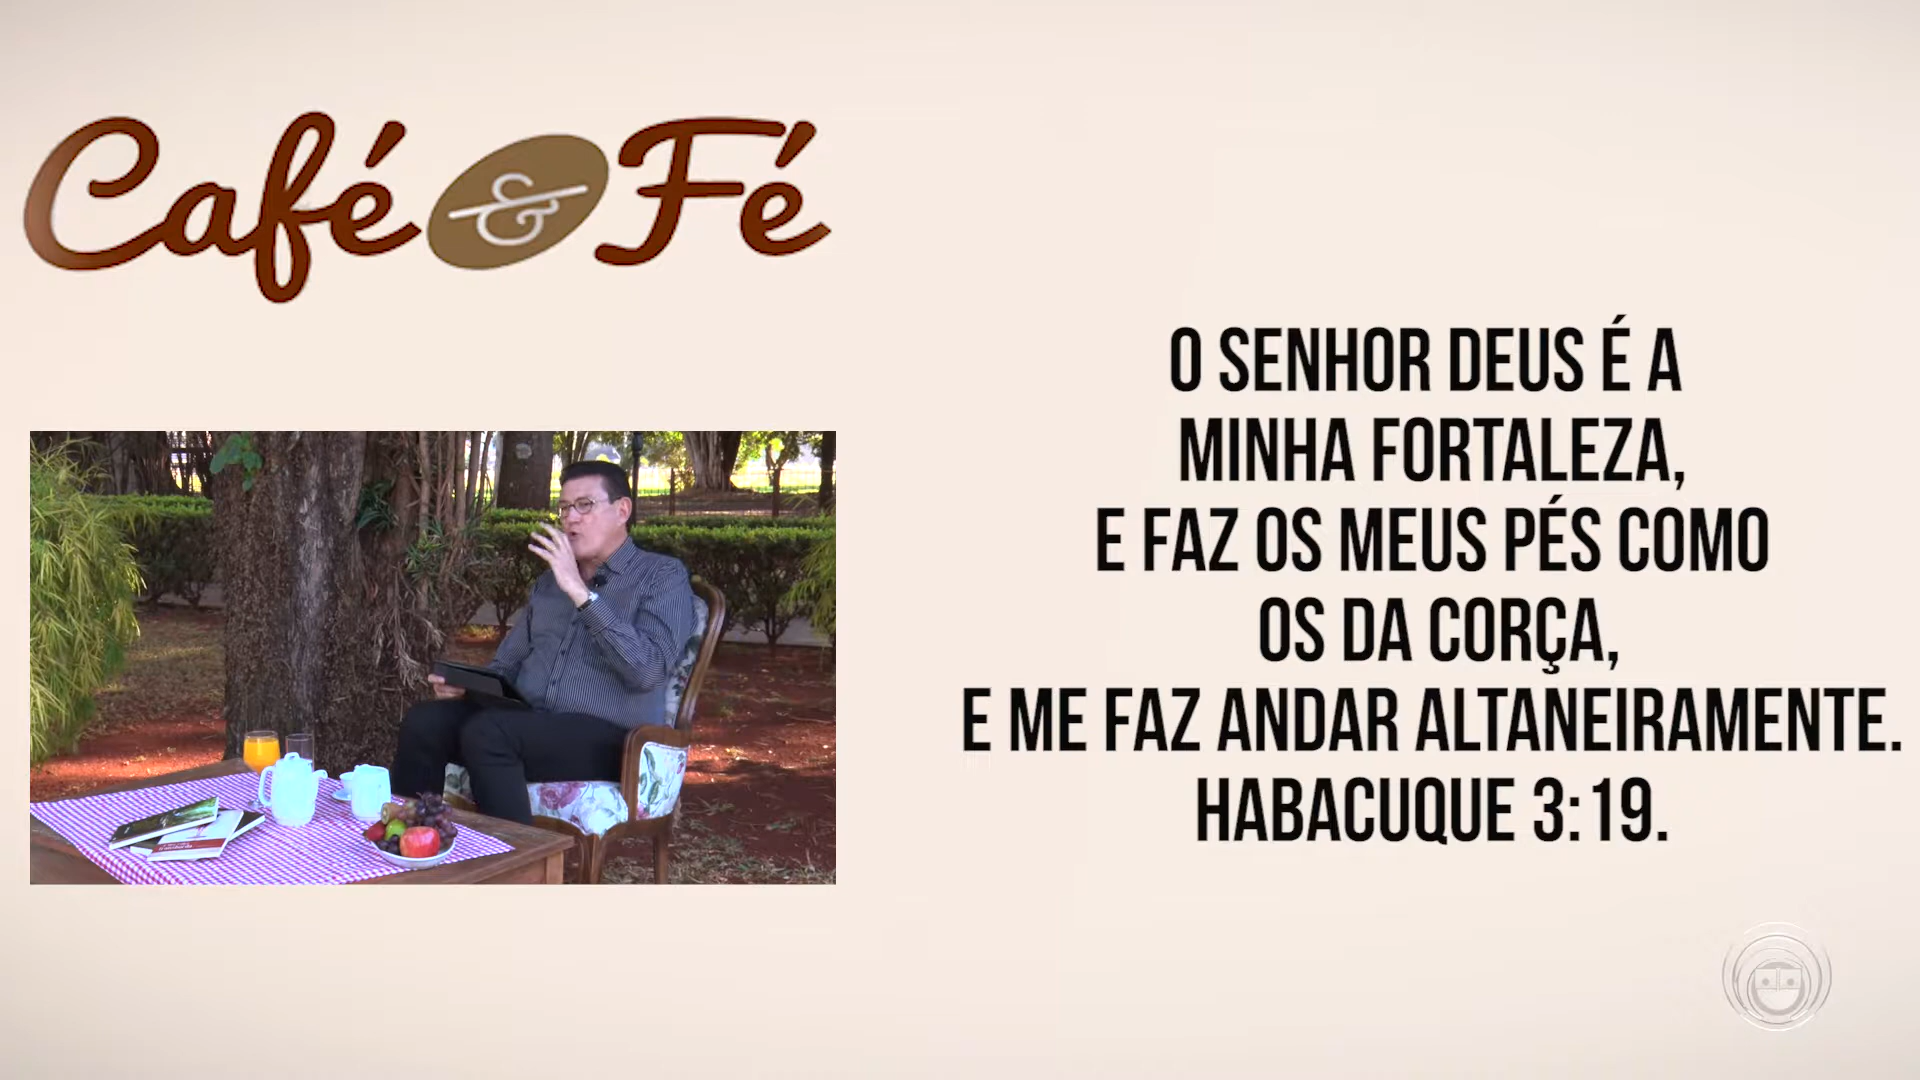 Café & Fé
O SENHOR DEUS É A
MINHA FORTALEZA,
E FAZ OS MEUS PÉS COMO
OS DA CORÇA,
E ME FAZ ANDAR ALTANEIRAMENTE.
HABACUQUE 3:19.